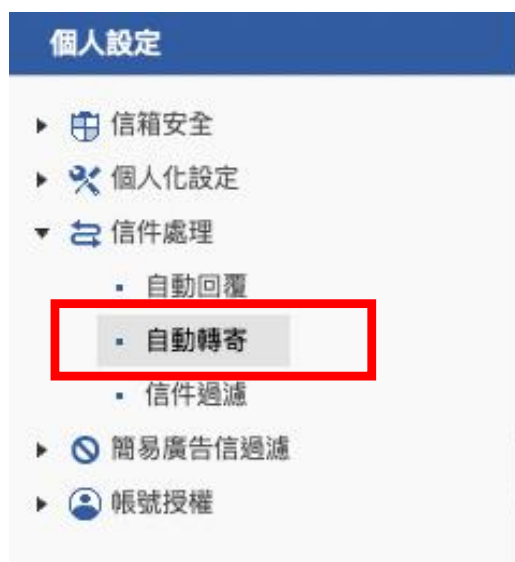 個人設定
信箱安全
個人化設定
信件處理
自動回覆
自動轉寄
信件過濾
簡易廣告信過濾
帳號授權